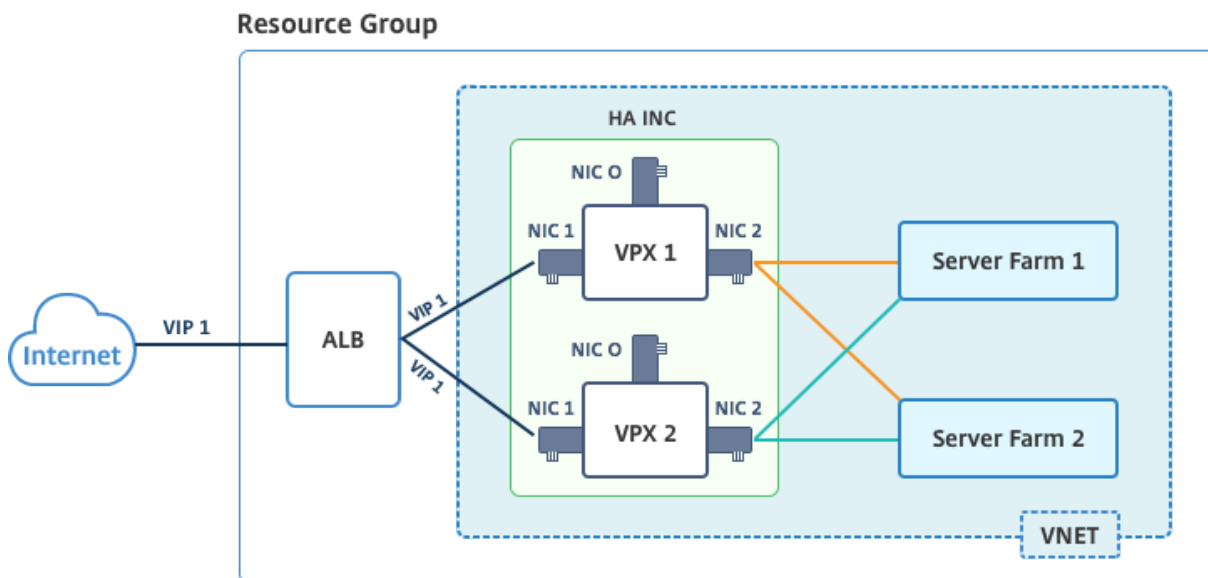 Resource Group
HA INC
NIC O
NIC 1
VPX 1
NIC 2
Server Farm 1
VIP 1
Internet
VIP 1
ALB
VIP 1
NIC O
NIC 1
VPX 2
NIC 2
Server Farm 2
VNET